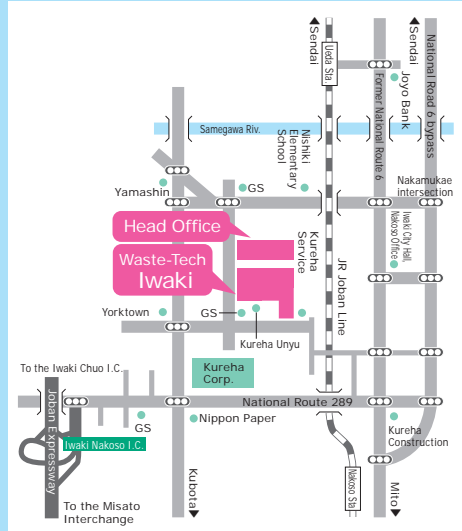 Sendai
Sendai
Ueda Sta.
Former National Route 6
Joyo Bank
National Road 6 bypass
Samegawa Riv.
Nishiki
Elementary
School
Yamashin
GS
Nakamukae
intersection
Head Office
Waste-Tech
Iwaki
Kureha
Service
JR Joban Line
Iwaki City Hall,
Nakoso Office
Yorktown
GS
Kureha Unyu
To the Iwaki Chuo I.C.
Kureha
Corp.
Joban Expressway
National Route 289
GS
Nippon Paper
Iwaki Nakoso I.C.
Kureha
Construction
Kubota
Nakoso Sta.
Mito
To the Misato
Interchange